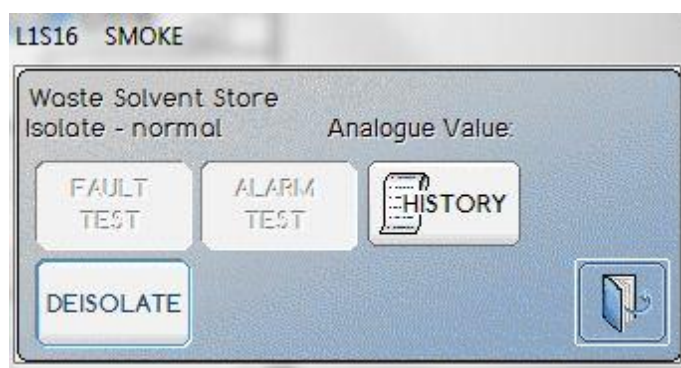 L1S16 SMOKE
Waste Solvent Store
Isolate - normal Analogue Value:
FAULT
TEST
ALARM
TEST
HISTORY
DEISOLATE